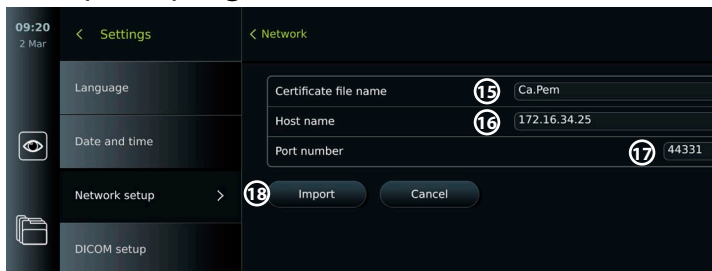 09:20
2 Mar
< Settings
< Network
Language
Certificate file name
15
Ca.Pem
Host name
16
172.16.34.25
Date and time
Port number
17
44331
Network setup >
18
Import
Cancel
DICOM setup